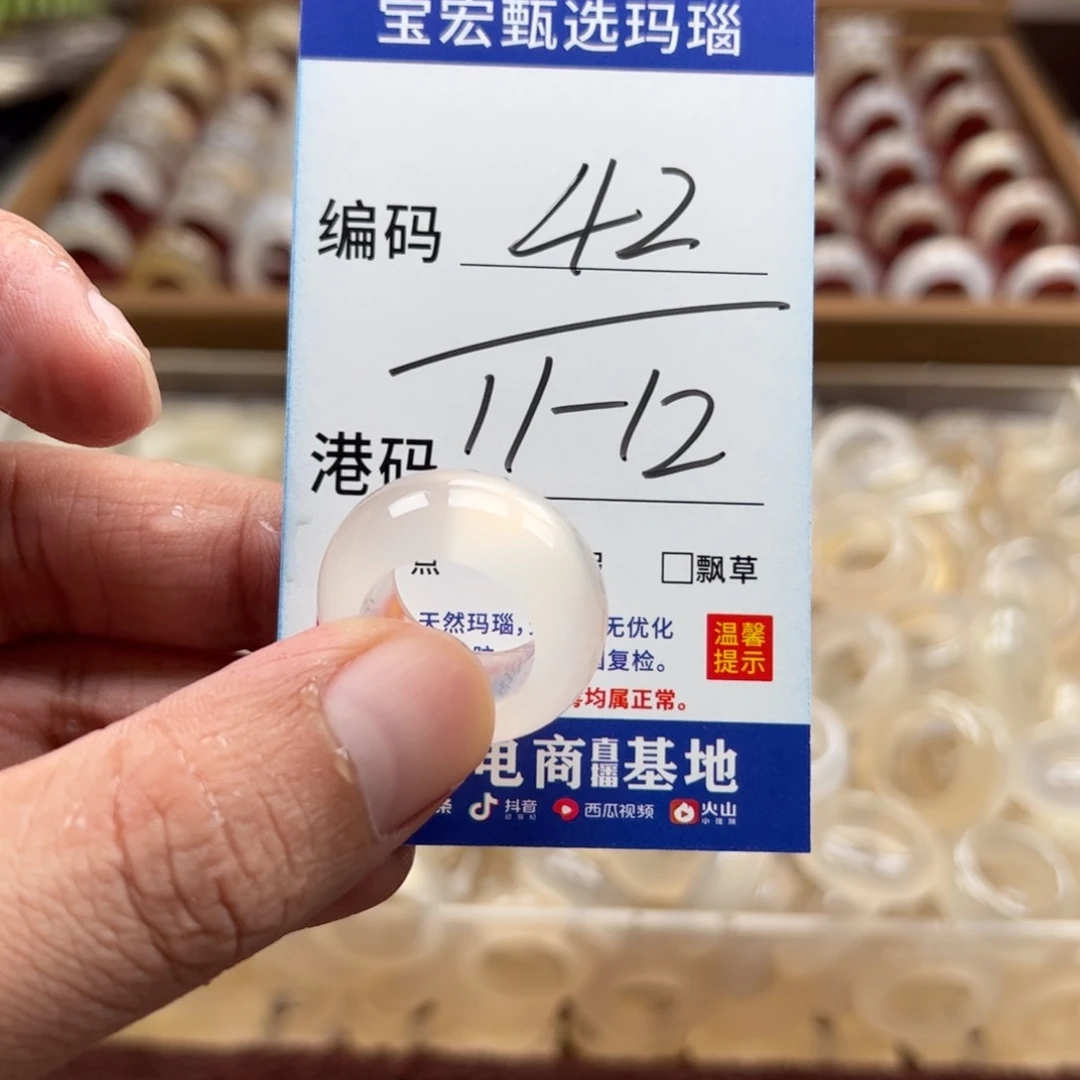 宝宏甄选玛瑙
编码 42
港码 11-12
□飘草
天然玛瑙，
无优化
复检。
温馨
提示
均属正常。
电商直播基地
抖音 西瓜视频 火山